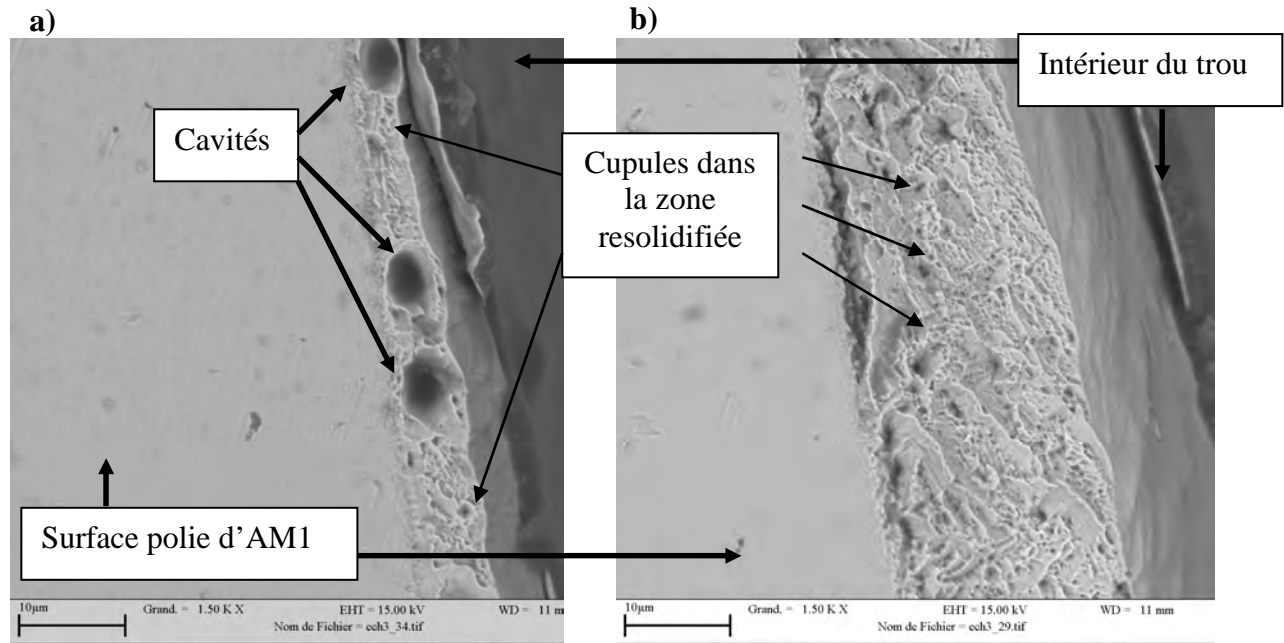 a)
b)
Intérieur du trou
Cavités
Cupules dans
la zone
resolidifiée
Surface polie d’AM1
10µm
Grand. = 1.50 K X
EHT = 15.00 kV
WD = 11 m
Nom de Fichier = ech3_34.tif
10µm
Grand. = 1.50 K X
EHT = 15.00 kV
WD = 11 mm
Nom de Fichier = ech3_29.tif